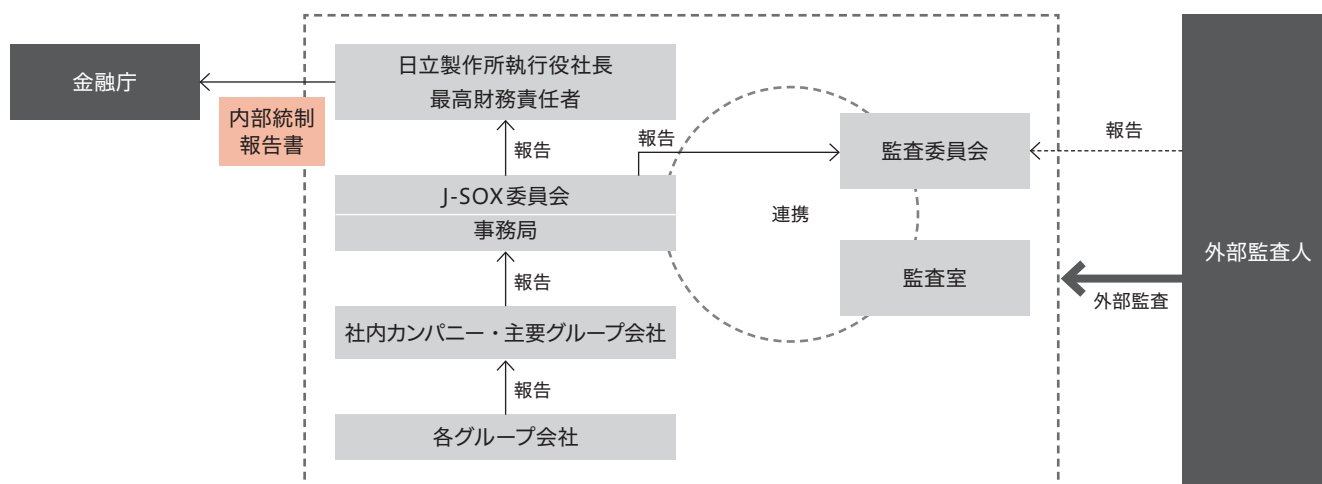 金融庁
内部統制
報告書
日立製作所執行役社長
最高財務責任者
報告
報告
J-SOX委員会
事務局
報告
社内カンパニー・主要グループ会社
報告
各グループ会社
監査委員会
連携
監査室
報告
外部監査
外部監査人